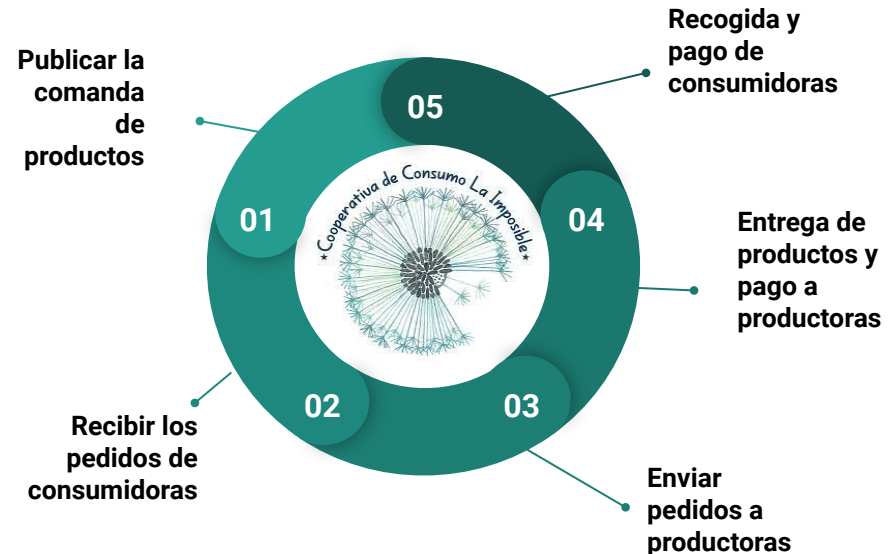 Publicar la
comanda
de
productos
01
Recibir los
pedidos de
consumidoras
02
Enviar
pedidos a
productoras
03
Entrega de
productos y
pago a
productoras
04
Recogida y
pago de
consumidoras
05
Cooperativa de Consumo La Imposible